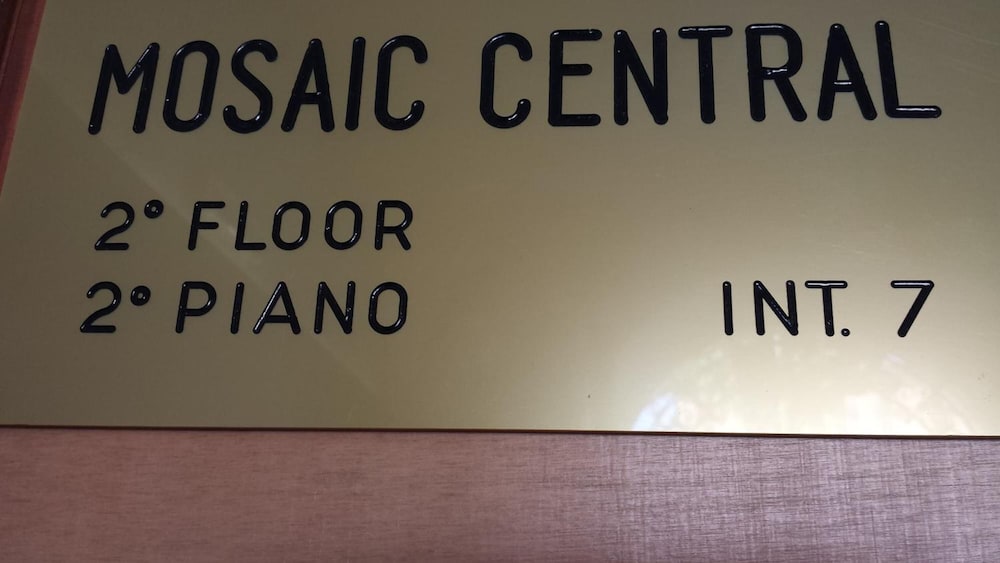 MOSAIC CENTRAL
2° FLOOR
2° PIANO INT. 7